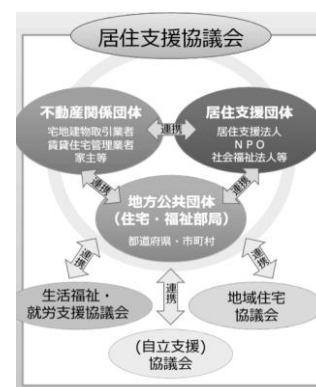 居住支援協議会
不動産関係団体
宅地建物取引業者
賃貸住宅管理業者
家主等
連携
居住支援団体
居住支援法人
NPO
社会福祉法人等
連携
連携
地方公共団体
(住宅・福祉部局)
都道府県・市町村
連携
連携
連携
生活福祉・
就労支援協議会
地域住宅
協議会
(自立支援)
協議会